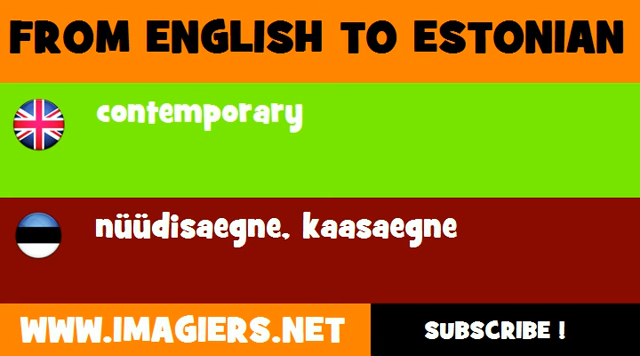 FROM ENGLISH TO ESTONIAN
contemporary
nüüdisaegne, kaasaegne
WWW.IMAGIERS.NET
SUBSCRIBE !